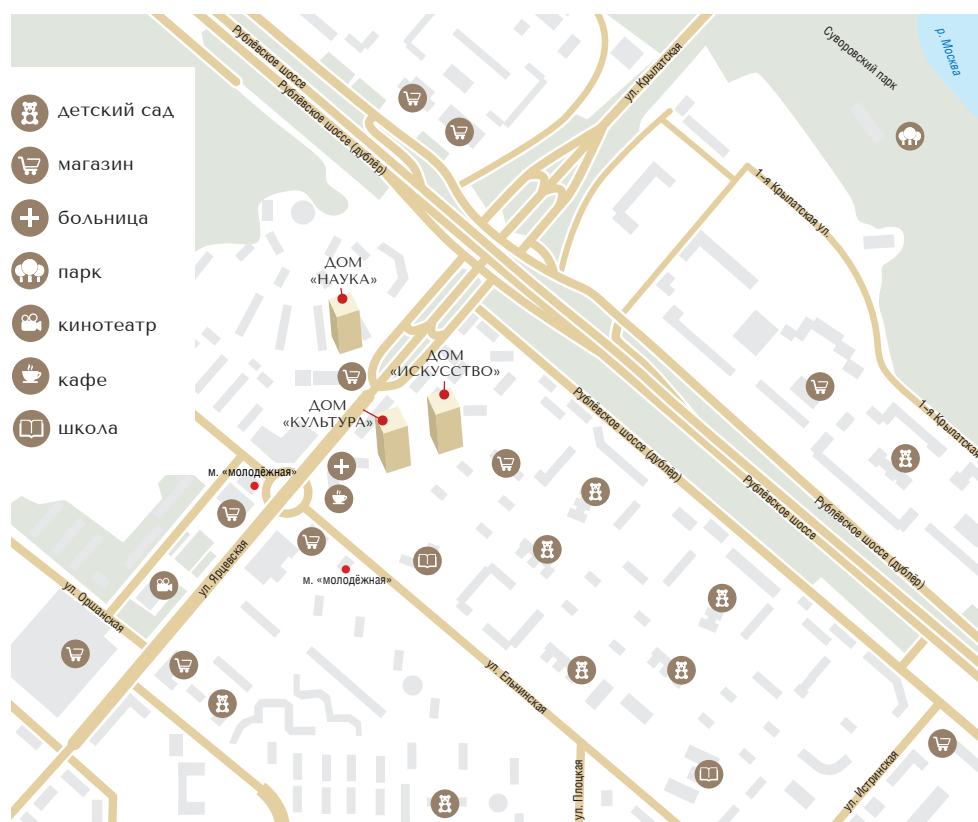 детский сад
магазин
больница
парк
кинотеатр
кафе
школа
Рублёвское шоссе
Рублёвское шоссе (дублёр)
ул. Крылатская
Суворовский парк
р. Москва
1-я Крылатская ул.
1-я Крылатская
ДОМ
«НАУКА»
ДОМ
«ИСКУССТВО»
ДОМ
«КУЛЬТУРА»
м. «молодёжная»
ул. Ярцевская
м. «молодёжная»
ул. Оршанская
Рублёвское шоссе (дублёр)
Рублёвское шоссе
Рублёвское шоссе (дублёр)
ул. Ельнинская
ул. Плоцкая
ул. Истринская